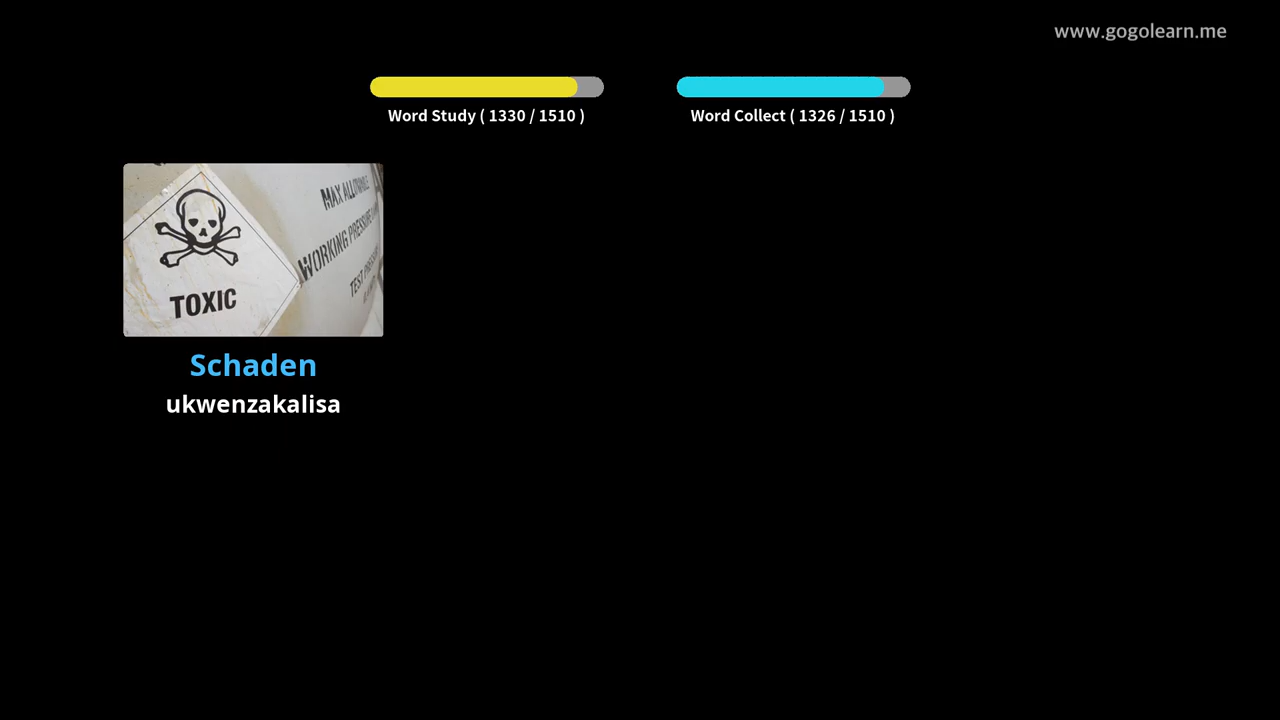 www.gogolearn.me
Word Study ( 1330 / 1510 )
Word Collect ( 1326 / 1510 )
MAX ALLOWABLE
WORKING PRESSURE
TEST
TOXIC
Schaden
ukwenzakalisa